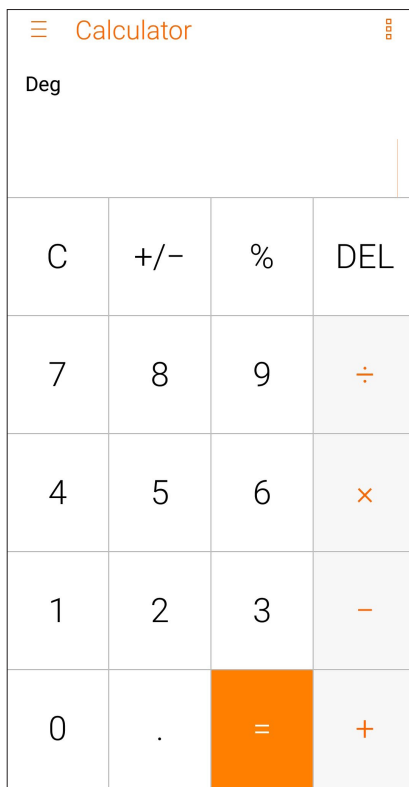 Calculator
Deg
C +/− % DEL
7 8 9 ÷
4 5 6 ×
1 2 3 −
0 . = +